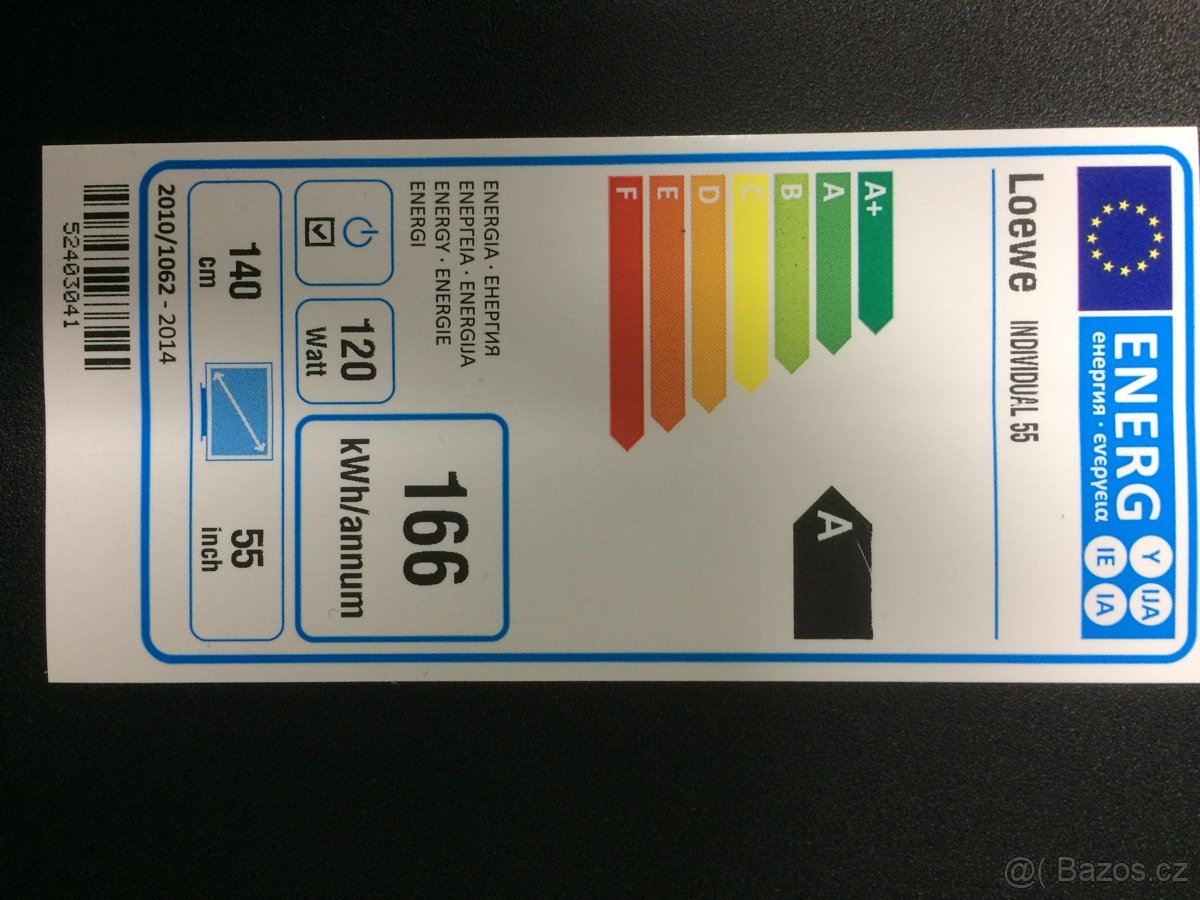 ENERG
енергия · ενεργεια
Y
IJA
IE
IA
Loewe
INDIVIDUAL 55
A+
A
B
C
D
E
F
A
ENERGIA · ЕНЕРГИЯ
ΕΝΕΡΓΕΙΑ · ENERGIJA
ENERGY · ENERGIE
ENERGI
166
kWh/annum
120
Watt
140
cm
55
inch
2010/1062 - 2014
52403041
@( Bazos.cz